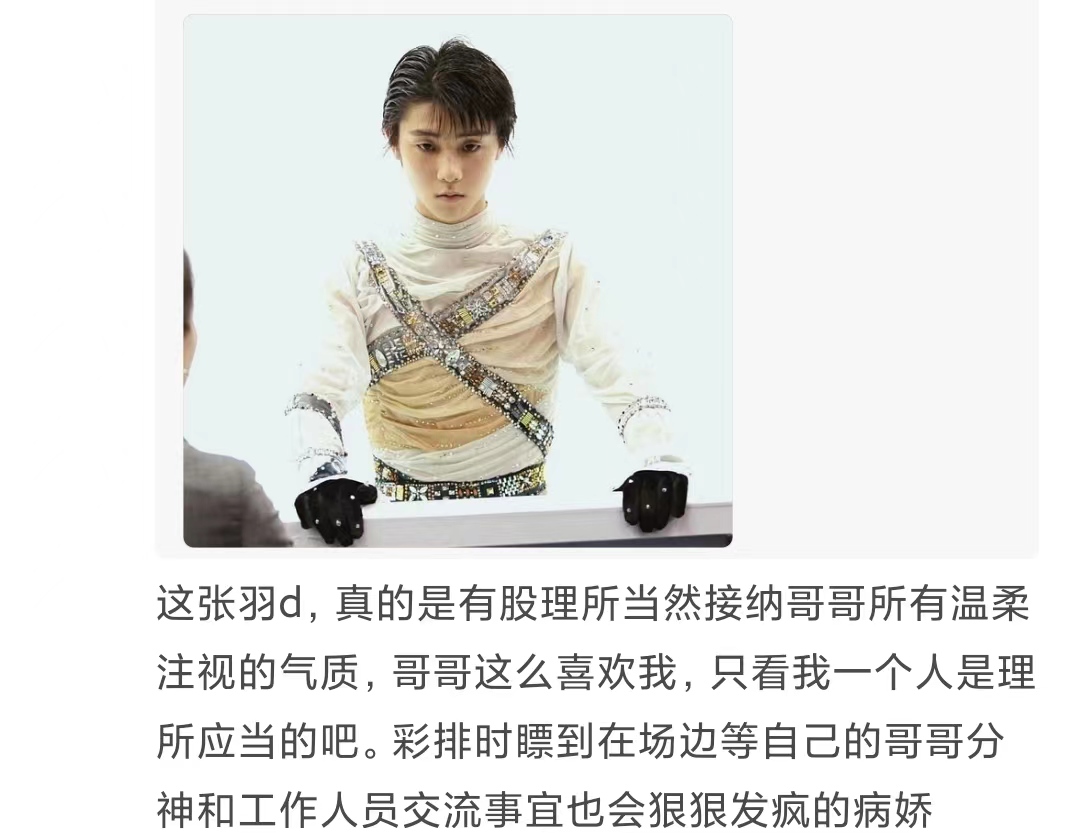 这张羽d，真的是有股理所当然接纳哥哥所有温柔
注视的气质，哥哥这么喜欢我，只看我一个人是理
所应当的吧。彩排时瞟到在场边等自己的哥哥分
神和工作人员交流事宜也会狠狠发疯的病娇